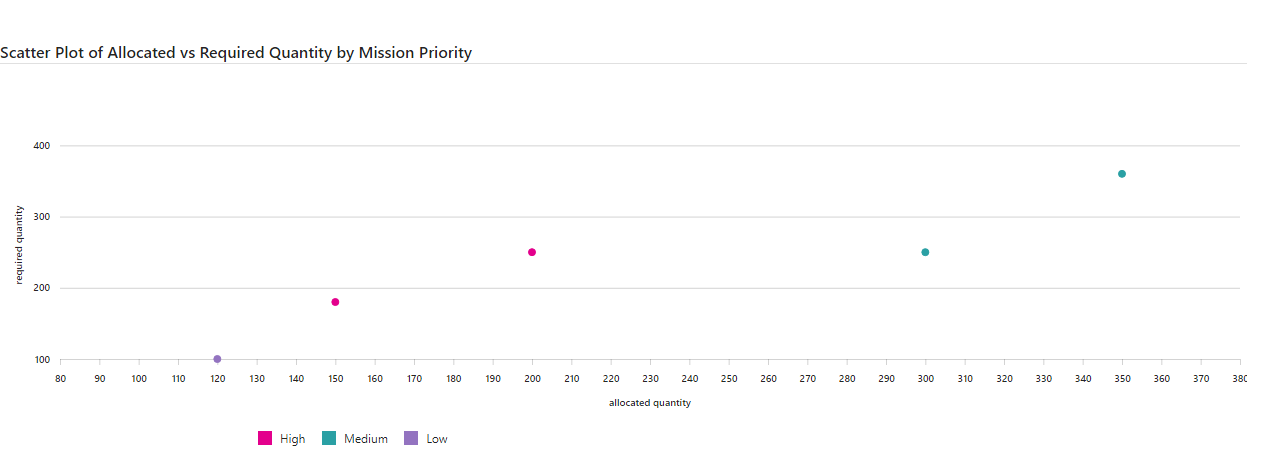 Scatter Plot of Allocated vs Required Quantity by Mission Priority
400
300
200
100
required quantity
80 90 100 110 120 130 140 150 160 170 180 190 200 210 220 230 240 250 260 270 280 290 300 310 320 330 340 350 360 370 380
allocated quantity
High Medium Low